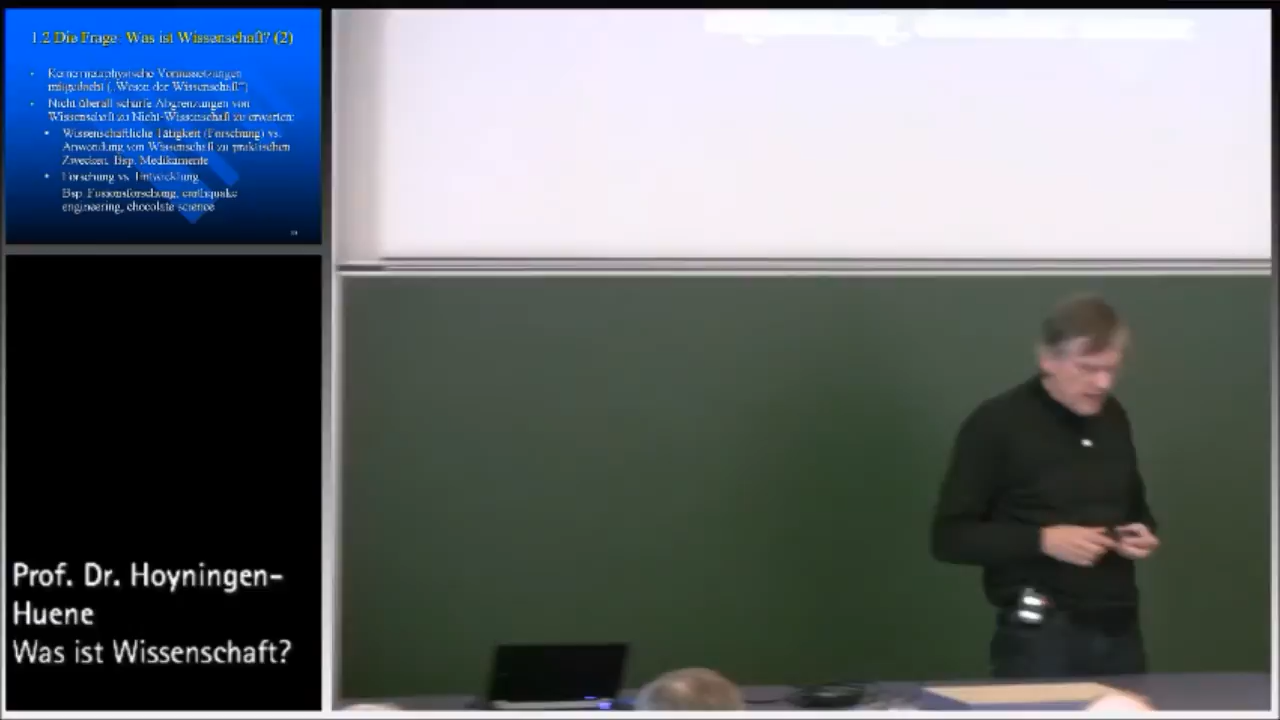 1.2 Die Frage: Was ist Wissenschaft? (2)
Keine metaphysische Voraussetzungen
("Wesen der Wissenschaft")
Nicht überall scharfe Abgrenzungen von
Wissenschaft zu Nicht-Wissenschaft zu erwarten:
Wissenschaftliche Tätigkeit (Forschung) vs.
Anwendung von Wissenschaft zu praktischen
Zwecken. Bsp. Medikamente
Forschung vs. Entwicklung.
Bsp. Fusionsforschung, earthquake
engineering, chocolate science
Prof. Dr. Hoyningen-
Huene
Was ist Wissenschaft?